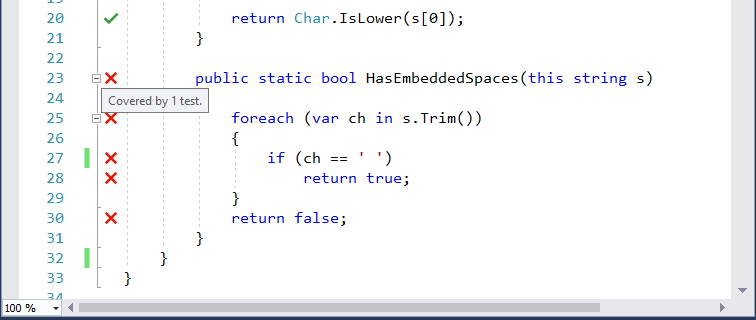 19
20 return Char.IsLower(s[0]);
21 }
22
23 public static bool HasEmbeddedSpaces(this string s)
24
Covered by 1 test.
25 foreach (var ch in s.Trim())
26 {
27 if (ch == ' ')
28 return true;
29 }
30 return false;
31 }
32 }
33 }
34
100 %